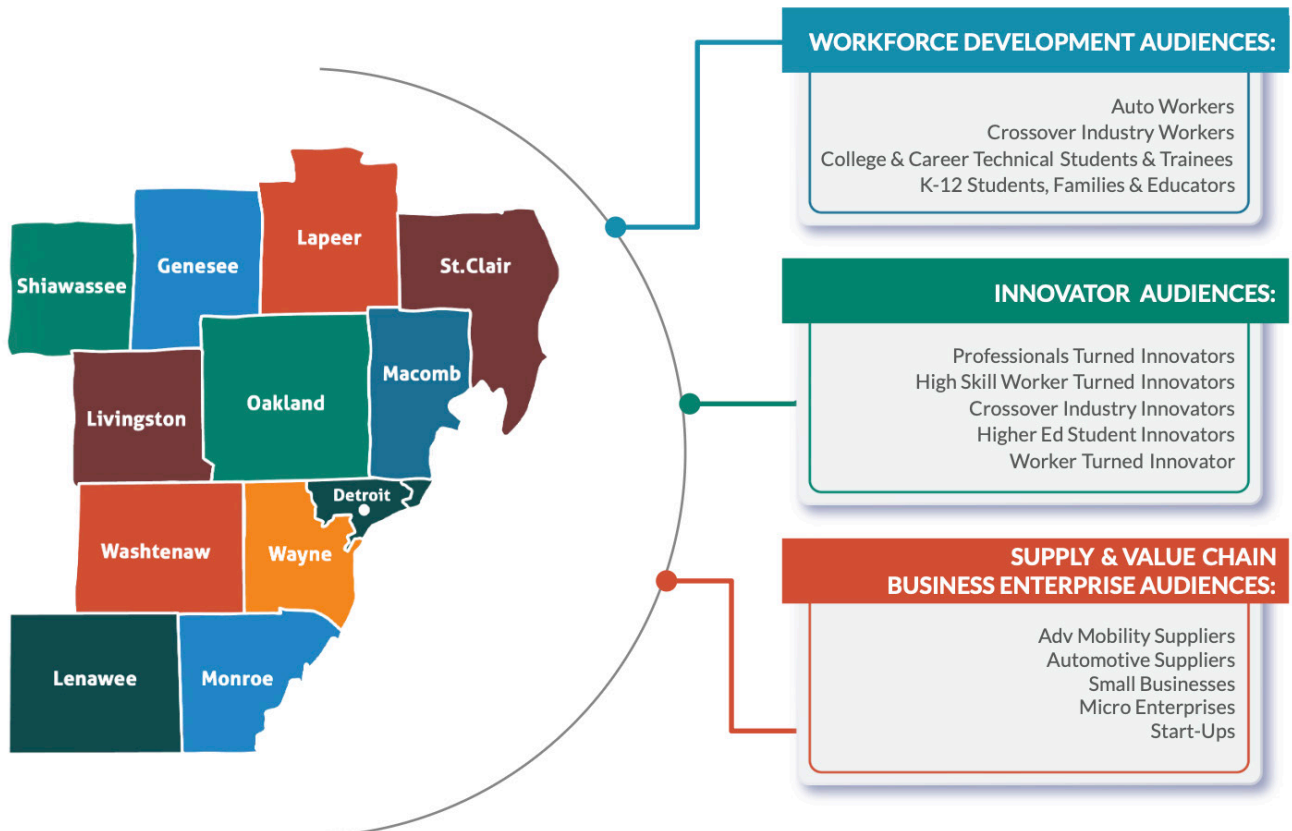 Lapeer
Genesee
St.Clair
Shiawassee
Macomb
Oakland
Livingston
Detroit
Washtenaw
Wayne
Lenawee
Monroe
WORKFORCE DEVELOPMENT AUDIENCES:
Auto Workers
Crossover Industry Workers
College & Career Technical Students & Trainees
K-12 Students, Families & Educators
INNOVATOR AUDIENCES:
Professionals Turned Innovators
High Skill Worker Turned Innovators
Crossover Industry Innovators
Higher Ed Student Innovators
Worker Turned Innovator
SUPPLY & VALUE CHAIN
BUSINESS ENTERPRISE AUDIENCES:
Adv Mobility Suppliers
Automotive Suppliers
Small Businesses
Micro Enterprises
Start-Ups